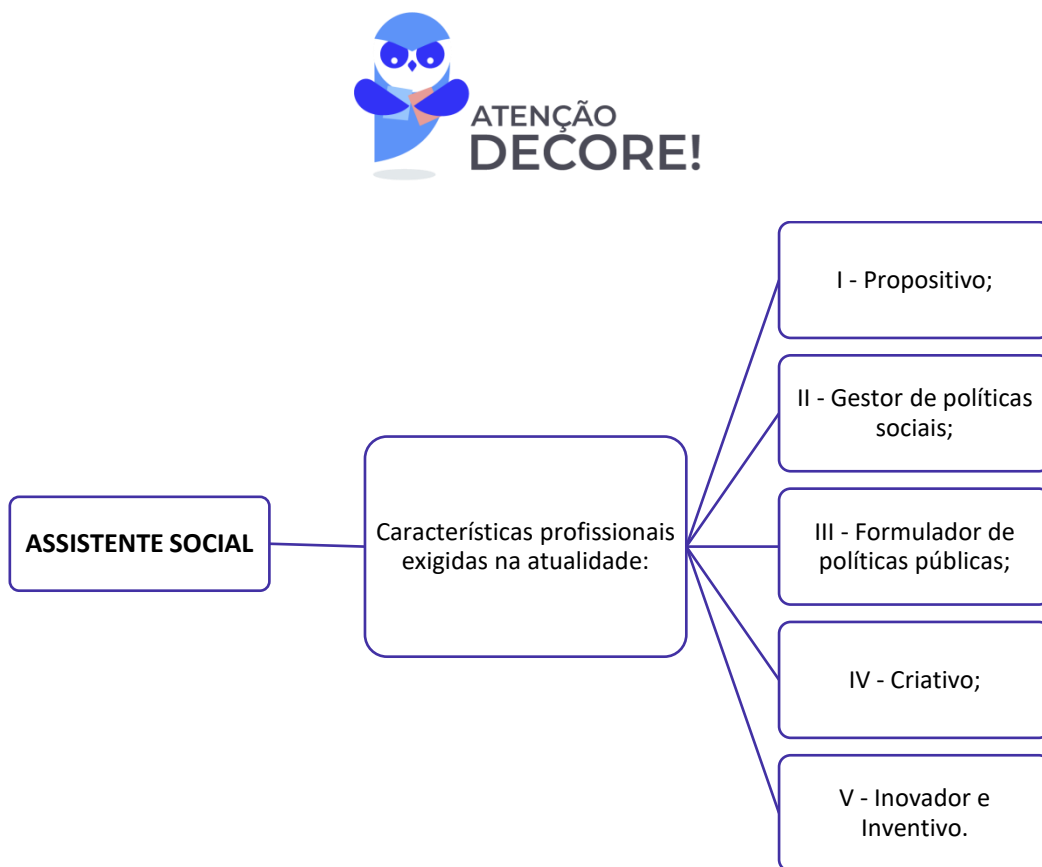 ATENÇÃO
DECORE!
ASSISTENTE SOCIAL
Características profissionais
exigidas na atualidade:
I - Propositivo;
II - Gestor de políticas
sociais;
III - Formulador de
políticas públicas;
IV - Criativo;
V - Inovador e
Inventivo.